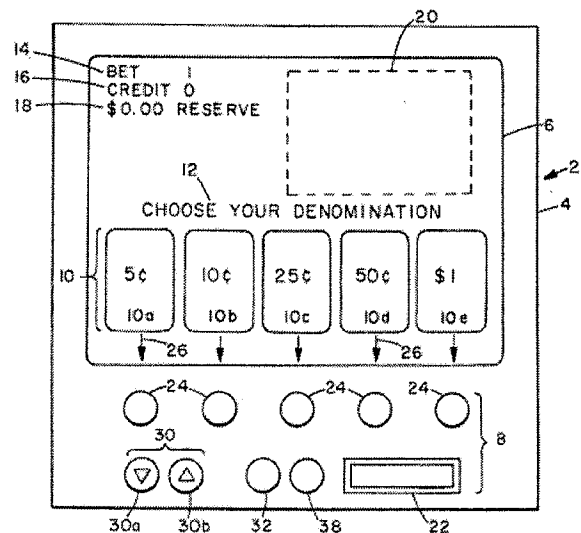 20
14
BET 1
16
CREDIT 0
18
$0.00 RESERVE
6
2
4
12
CHOOSE YOUR DENOMINATION
10
5¢ 10¢ 25¢ 50¢ $1
10a 10b 10c 10d 10e
26 26
24 24 24
8
30
30a 30b 32 38 22